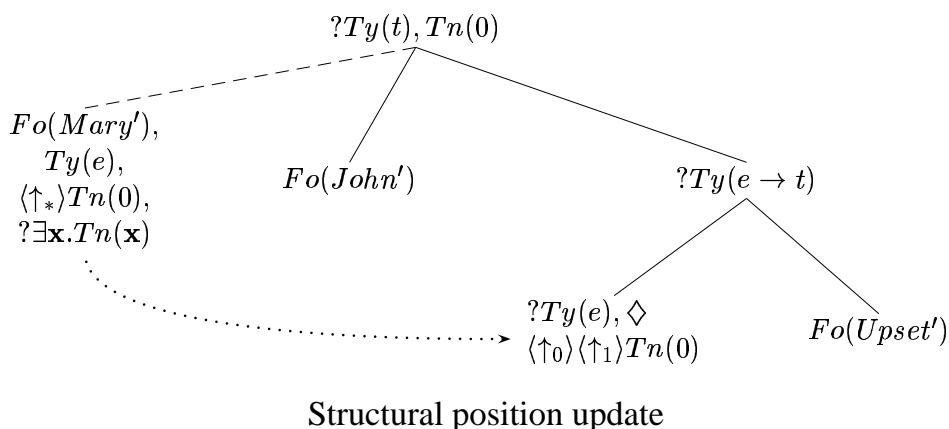 ?Ty(t), Tn(0)
Fo(Mary′),
Ty(e),
⟨↑∗⟩Tn(0),
?∃x.Tn(x)
Fo(John′)
?Ty(e → t)
?Ty(e), ♢
⟨↑0⟩⟨↑1⟩Tn(0)
Fo(Upset′)
Structural position update